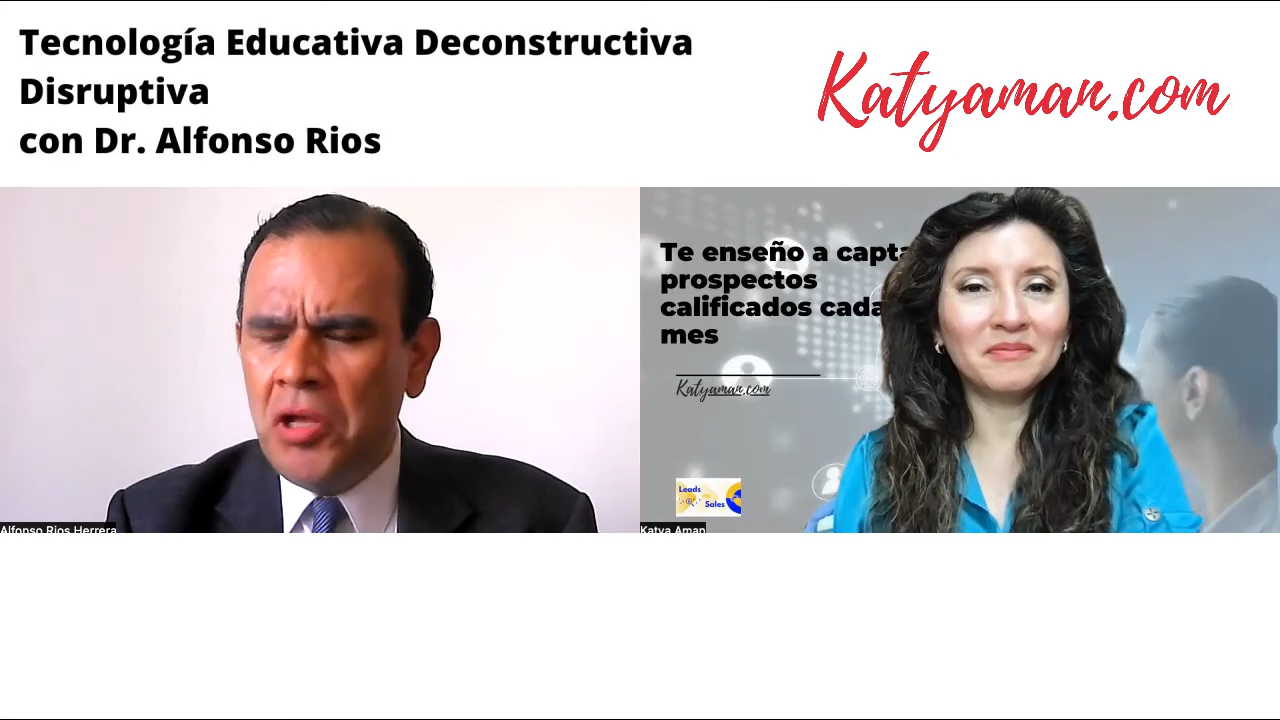 Tecnología Educativa Deconstructiva
Disruptiva
con Dr. Alfonso Rios
Katyaman.com
Te enseño a capta
prospectos
calificados cada
mes
Katyaman.com
Leads
Sales
Alfonso Rios Herrera
Katya Aman